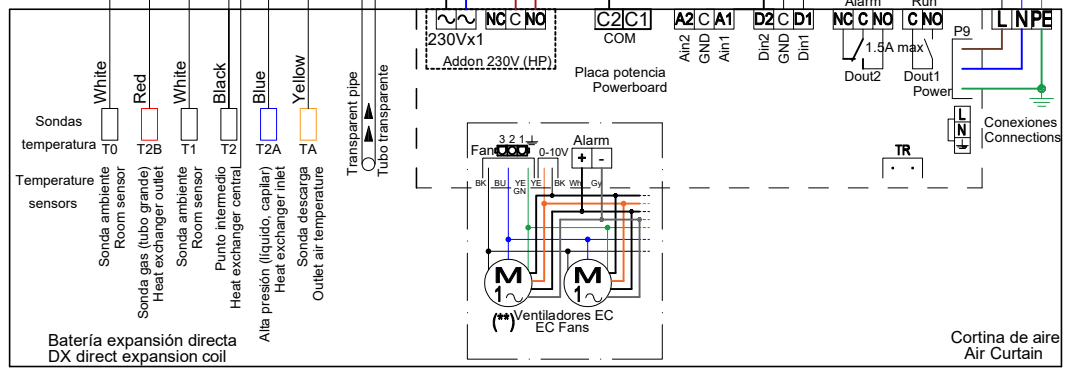 Alarm
Run
NC C NO
C2 C1
A2 C A1
D2 C D1
NC C NO
C NO
L N PE
230Vx1
COM
Addon 230V (HP)
Ain2
GND
Ain1
Din2
GND
Din1
1.5A max
Dout2
Dout1
P9
Power
Placa potencia
Powerboard
White
Red
White
Black
Blue
Yellow
Transparent pipe
Tubo transparente
Sondas
temperatura
T0
T2B
T1
T2
T2A
TA
Temperature
sensors
Sonda ambiente
Room sensor
Sonda gas (tubo grande)
Heat exchanger outlet
Sonda ambiente
Room sensor
Punto intermedio
Heat exchanger central
Alta presión (líquido, capilar)
Heat exchanger inlet
Sonda descarga
Outlet air temperature
3 2 1
Fan
0-10V
Alarm
+ -
BK BU YE GN YE BK Wh Gy
M
1
M
1
(**) Ventiladores EC
EC Fans
TR
L
N
Conexiones
Connections
Batería expansión directa
DX direct expansion coil
Cortina de aire
Air Curtain